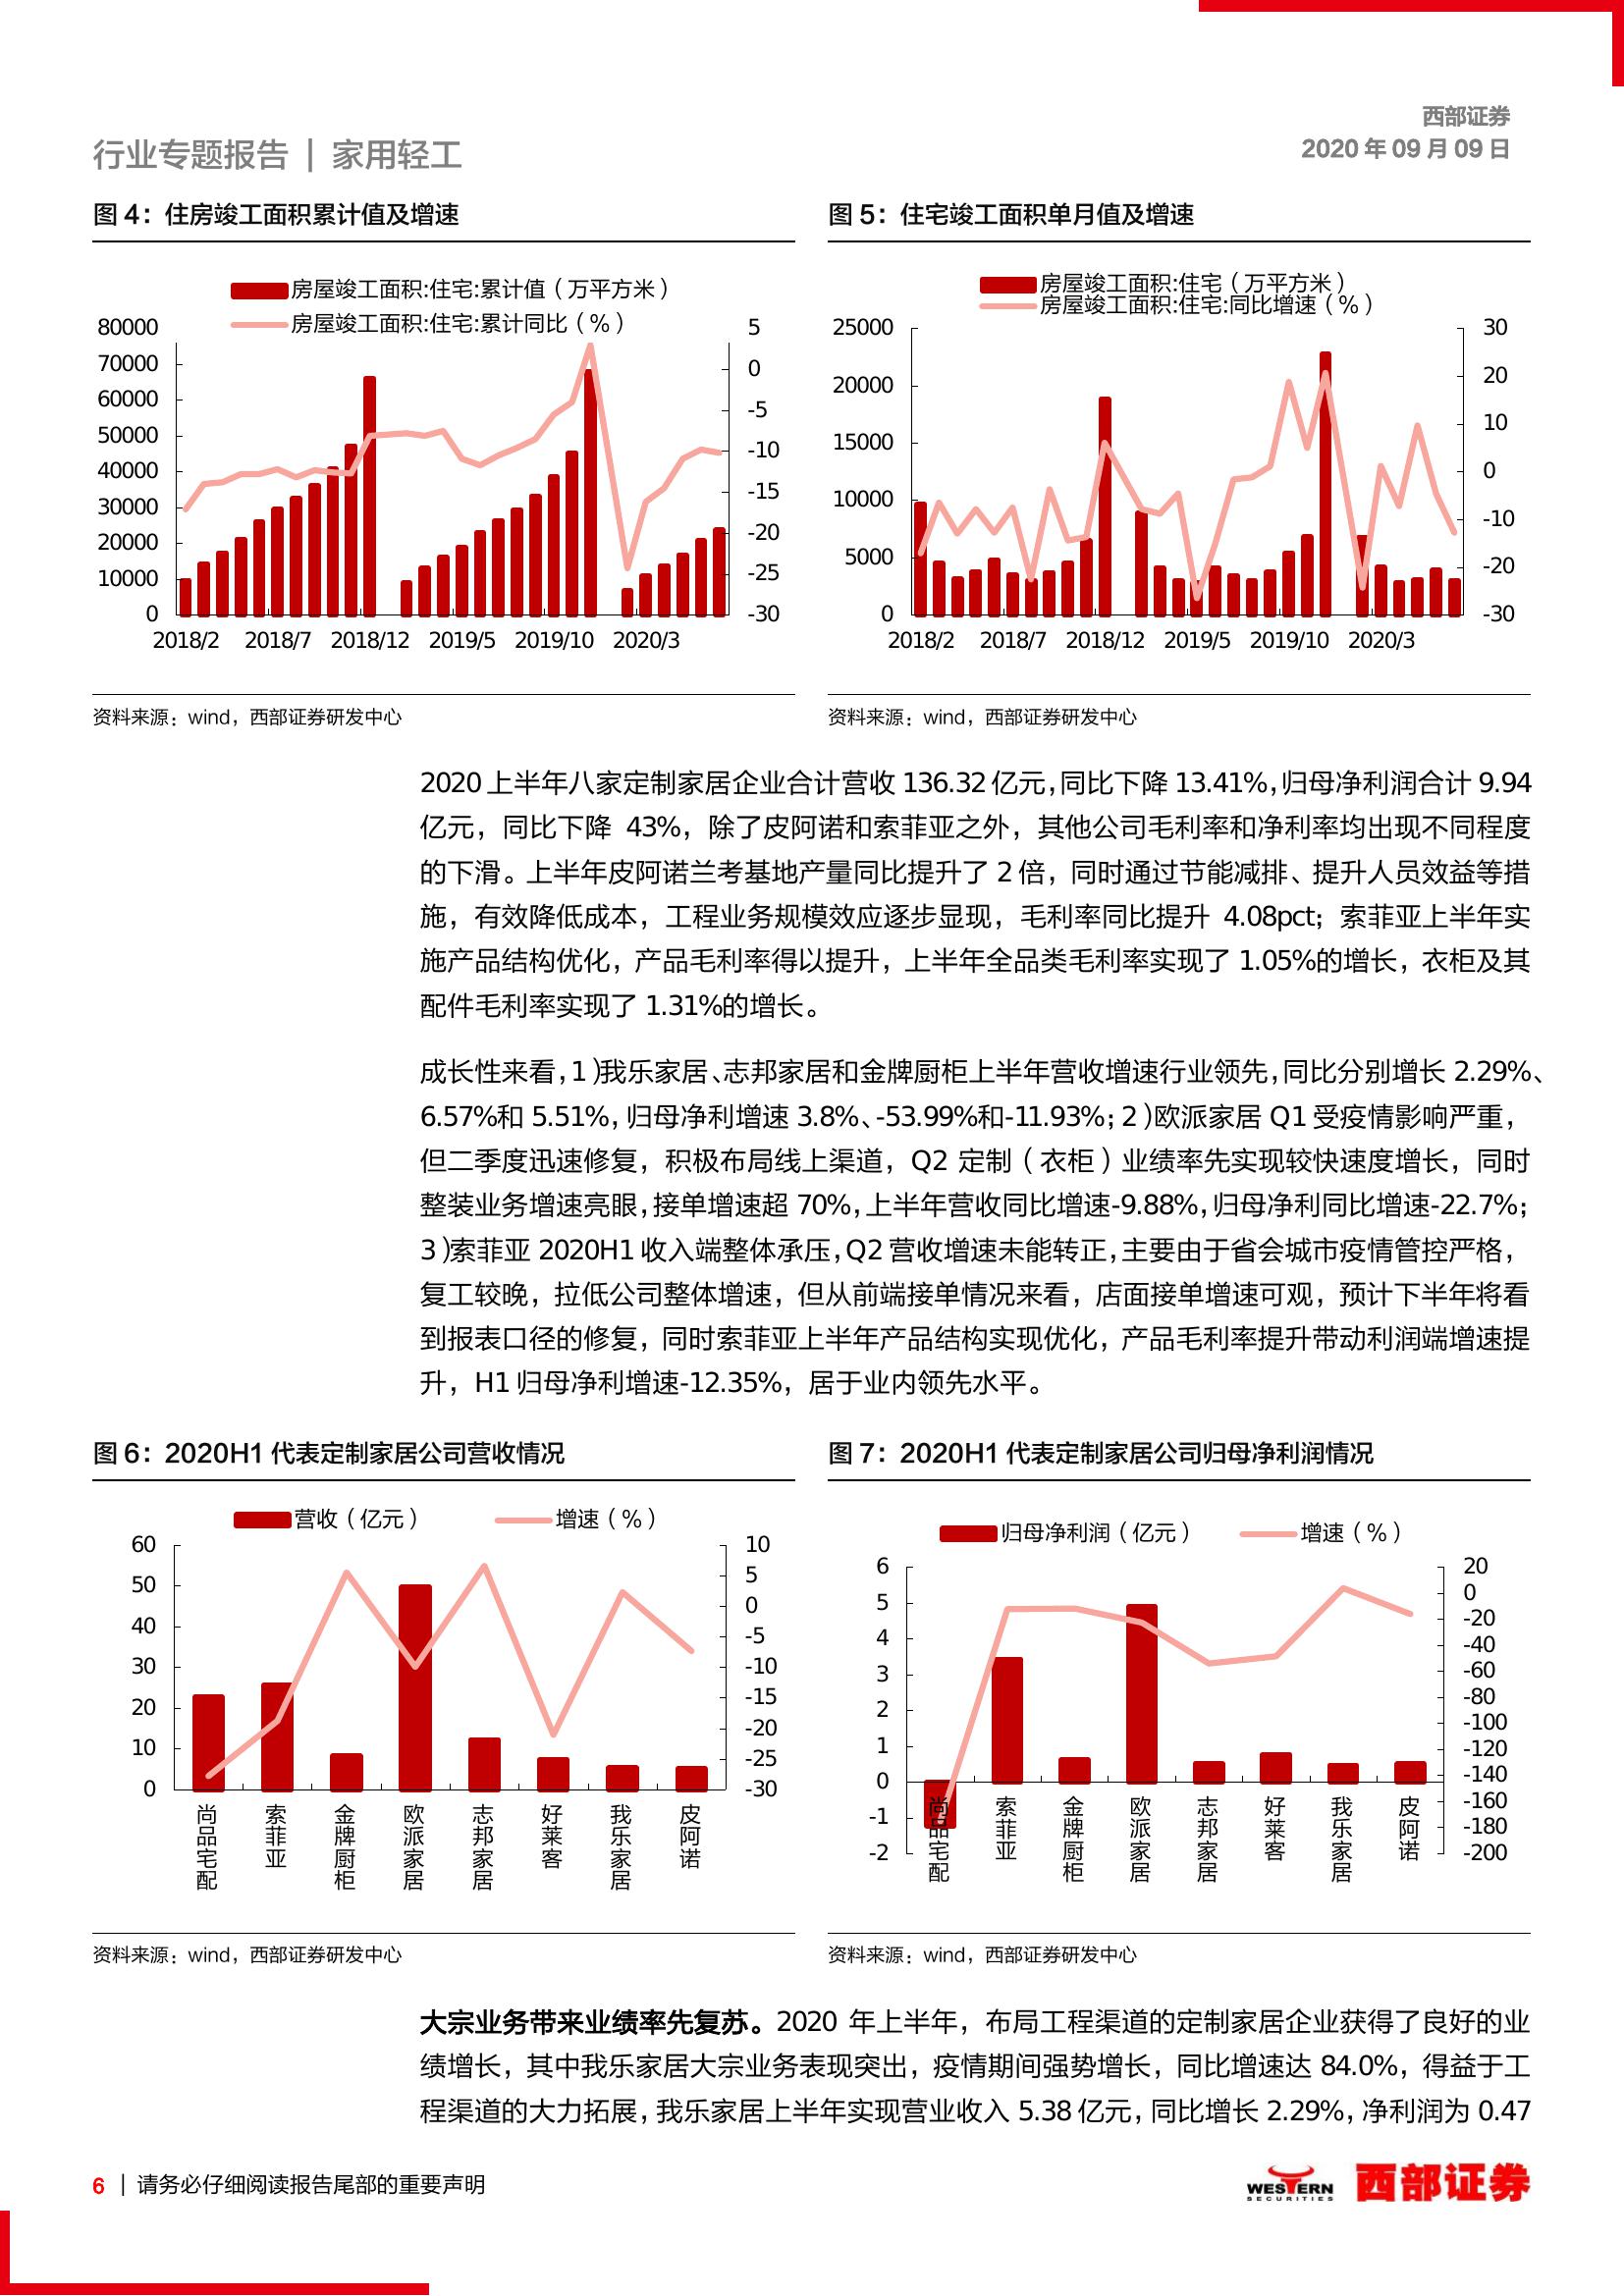 西部证券
2020 年 09 月 09 日
行业专题报告 | 家用轻工
图 4：住房竣工面积累计值及增速
房屋竣工面积:住宅:累计值（万平方米）
房屋竣工面积:住宅:累计同比（%）
80000
70000
60000
50000
40000
30000
20000
10000
0
5
0
-5
-10
-15
-20
-25
-30
2018/2 2018/7 2018/12 2019/5 2019/10 2020/3
资料来源：wind，西部证券研发中心
图 5：住宅竣工面积单月值及增速
房屋竣工面积:住宅（万平方米）
房屋竣工面积:住宅:同比增速（%）
25000
20000
15000
10000
5000
0
30
20
10
0
-10
-20
-30
2018/2 2018/7 2018/12 2019/5 2019/10 2020/3
资料来源：wind，西部证券研发中心
2020 上半年八家定制家居企业合计营收 136.32 亿元，同比下降 13.41%，归母净利润合计 9.94
亿元，同比下降 43%，除了皮阿诺和索菲亚之外，其他公司毛利率和净利率均出现不同程度
的下滑。上半年皮阿诺兰考基地产量同比提升了 2 倍，同时通过节能减排、提升人员效益等措
施，有效降低成本，工程业务规模效应逐步显现，毛利率同比提升 4.08pct；索菲亚上半年实
施产品结构优化，产品毛利率得以提升，上半年全品类毛利率实现了 1.05%的增长，衣柜及其
配件毛利率实现了 1.31%的增长。
成长性来看，1）我乐家居、志邦家居和金牌厨柜上半年营收增速行业领先，同比分别增长 2.29%、
6.57%和 5.51%，归母净利增速 3.8%、-53.99%和-11.93%；2）欧派家居 Q1 受疫情影响严重，
但二季度迅速修复，积极布局线上渠道，Q2 定制（衣柜）业绩率先实现较快速度增长，同时
整装业务增速亮眼，接单增速超 70%，上半年营收同比增速-9.88%，归母净利同比增速-22.7%；
3）索菲亚 2020H1 收入端整体承压，Q2 营收增速未能转正，主要由于省会城市疫情管控严格，
复工较晚，拉低公司整体增速，但从前端接单情况来看，店面接单增速可观，预计下半年将看
到报表口径的修复，同时索菲亚上半年产品结构实现优化，产品毛利率提升带动利润端增速提
升，H1 归母净利增速-12.35%，居于业内领先水平。
图 6：2020H1 代表定制家居公司营收情况
营收（亿元） 增速（%）
60
50
40
30
20
10
0
10
5
0
-5
-10
-15
-20
-25
-30
尚品宅配 索菲亚 金牌厨柜 欧派家居 志邦家居 好莱客 我乐家居 皮阿诺
资料来源：wind，西部证券研发中心
图 7：2020H1 代表定制家居公司归母净利润情况
归母净利润（亿元） 增速（%）
6
5
4
3
2
1
0
-1
-2
20
0
-20
-40
-60
-80
-100
-120
-140
-160
-180
-200
尚品宅配 索菲亚 金牌厨柜 欧派家居 志邦家居 好莱客 我乐家居 皮阿诺
资料来源：wind，西部证券研发中心
大宗业务带来业绩率先复苏。2020 年上半年，布局工程渠道的定制家居企业获得了良好的业
绩增长，其中我乐家居大宗业务表现突出，疫情期间强势增长，同比增速达 84.0%，得益于工
程渠道的大力拓展，我乐家居上半年实现营业收入 5.38 亿元，同比增长 2.29%，净利润为 0.47
6 | 请务必仔细阅读报告尾部的重要声明
WESTERN
SECURITIES
西部证券